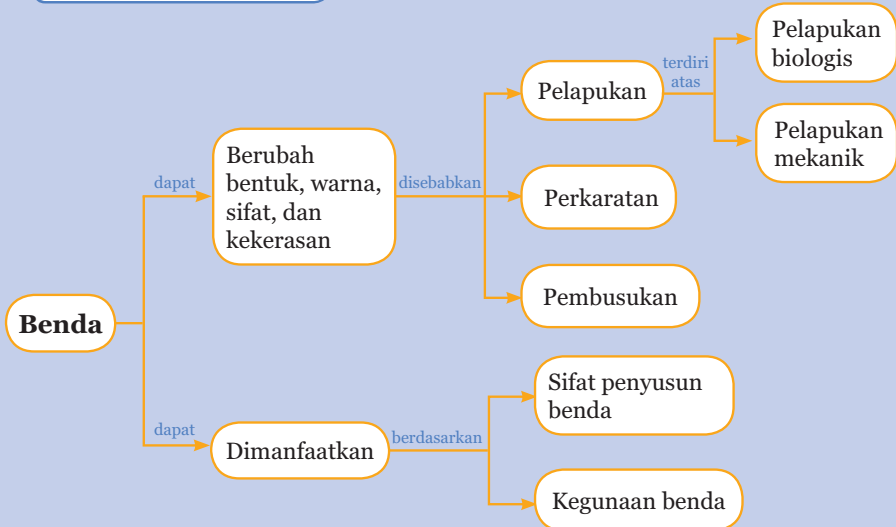 Benda
dapat
Berubah
bentuk, warna,
sifat, dan
kekerasan
disebabkan
Pelapukan
terdiri
atas
Pelapukan
biologis
Pelapukan
mekanik
Perkaratan
Pembusukan
dapat
Dimanfaatkan
berdasarkan
Sifat penyusun
benda
Kegunaan benda